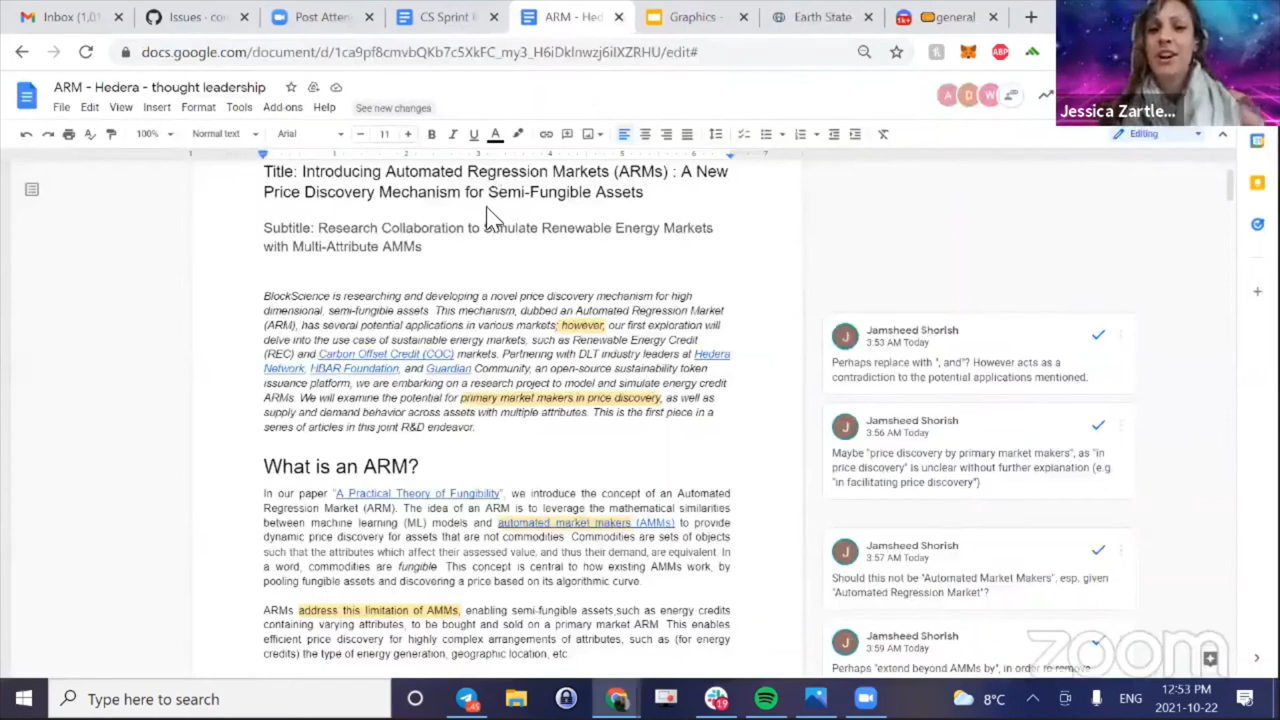 Inbox (1,01
Issues · con
Post Atten
CS Sprint
ARM - Hed
Graphics -
Earth State
general
docs.google.com/document/d/1ca9pf8cmvbQKb7c5XkFC_my3_H6iDklnwzj6iIXZRHU/edit#
ABP
ARM - Hedera - thought leadership
File Edit View Insert Format Tools Add-ons Help
See new changes
A D W
Jessica Zartle...
100% Normal text Arial 11 B I U A
Editing
1 1 2 3 4 5 6 7
Title: Introducing Automated Regression Markets (ARMs) : A New
Price Discovery Mechanism for Semi-Fungible Assets
Subtitle: Research Collaboration to Simulate Renewable Energy Markets
with Multi-Attribute AMMs
BlockScience is researching and developing a novel price discovery mechanism for high
dimensional, semi-fungible assets. This mechanism, dubbed an Automated Regression Market
(ARM), has several potential applications in various markets; however, our first exploration will
delve into the use case of sustainable energy markets, such as Renewable Energy Credit
(REC) and Carbon Offset Credit (COC) markets. Partnering with DLT industry leaders at Hedera
Network, HBAR Foundation, and Guardian Community, an open-source sustainability token
issuance platform, we are embarking on a research project to model and simulate energy credit
ARMs. We will examine the potential for primary market makers in price discovery, as well as
supply and demand behavior across assets with multiple attributes. This is the first piece in a
series of articles in this joint R&D endeavor.
What is an ARM?
In our paper "A Practical Theory of Fungibility", we introduce the concept of an Automated
Regression Market (ARM). The idea of an ARM is to leverage the mathematical similarities
between machine learning (ML) models and automated market makers (AMMs) to provide
dynamic price discovery for assets that are not commodities. Commodities are sets of objects
such that the attributes which affect their assessed value, and thus their demand, are equivalent. In
a word, commodities are fungible. This concept is central to how existing AMMs work, by
pooling fungible assets and discovering a price based on its algorithmic curve.
ARMs address this limitation of AMMs, enabling semi-fungible assets,such as energy credits
containing varying attributes, to be bought and sold on a primary market ARM. This enables
efficient price discovery for highly complex arrangements of attributes, such as (for energy
credits) the type of energy generation, geographic location, etc.
J
Jamsheed Shorish
3:53 AM Today
Perhaps replace with ", and"? However acts as a
contradiction to the potential applications mentioned.
J
Jamsheed Shorish
3:56 AM Today
Maybe "price discovery by primary market makers", as "in
price discovery" is unclear without further explanation (e.g.
"in facilitating price discovery")
J
Jamsheed Shorish
3:57 AM Today
Should this not be "Automated Market Makers", esp. given
"Automated Regression Market"?
J
Jamsheed Shorish
3:59 AM Today
Perhaps "extend beyond AMMs by", in order to remove
zoom
Type here to search
19
8°C
ENG
12:53 PM
2021-10-22